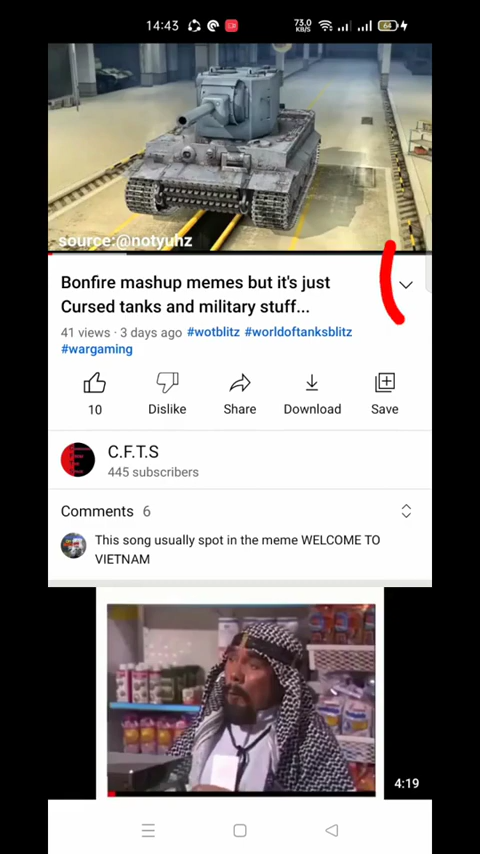 14:43
73.0
KB/S
64
source:@notyuhz
Bonfire mashup memes but it's just
Cursed tanks and military stuff...
41 views · 3 days ago #wotblitz #worldoftanksblitz
#wargaming
10 Dislike Share Download Save
C.F.T.S
445 subscribers
Comments 6
This song usually spot in the meme WELCOME TO
VIETNAM
4:19